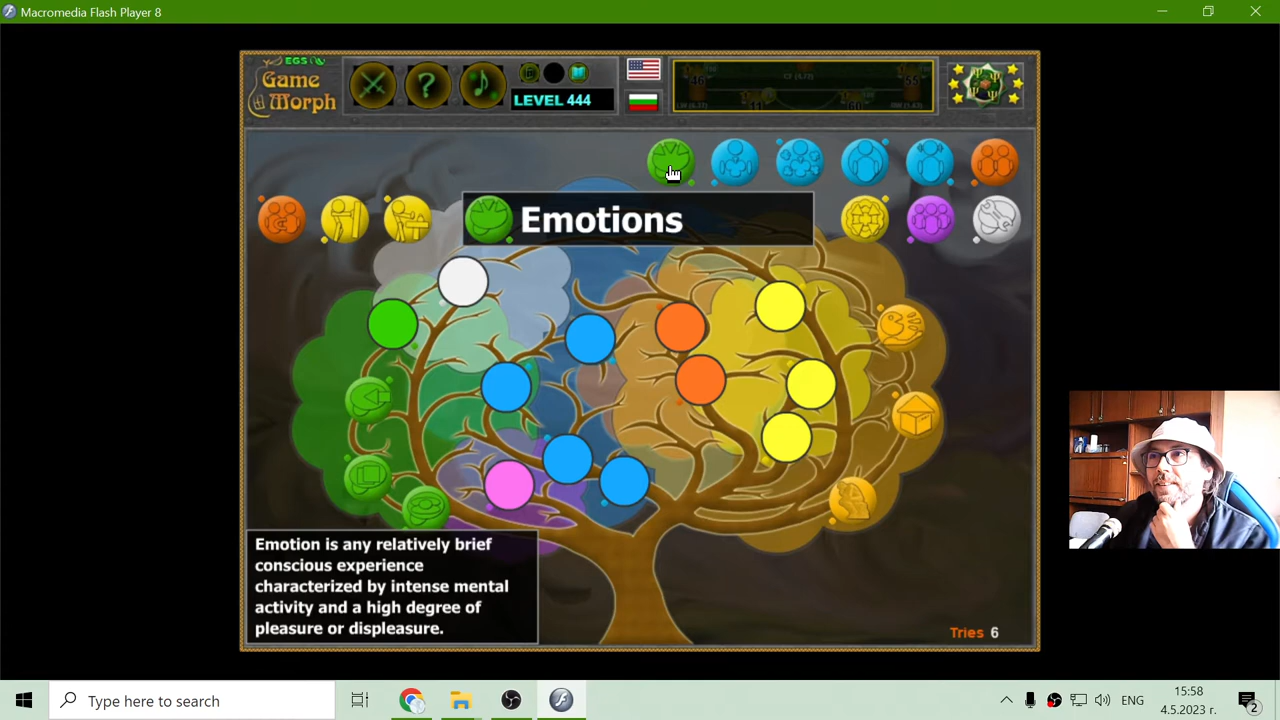 Macromedia Flash Player 8
EGS
Game
Morph
?
LEVEL 444
Emotions
Emotion is any relatively brief
conscious experience
characterized by intense mental
activity and a high degree of
pleasure or displeasure.
Tries 6
Type here to search
ENG
15:58
4.5.2023 г.
2